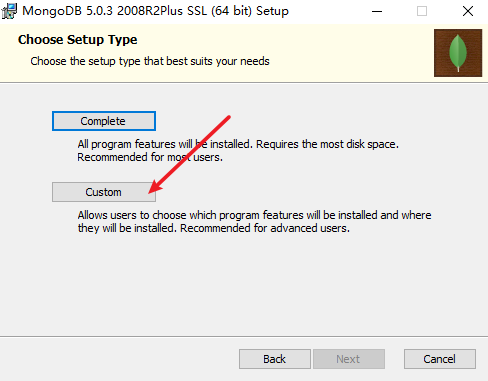 MongoDB 5.0.3 2008R2Plus SSL (64 bit) Setup
Choose Setup Type
Choose the setup type that best suits your needs
Complete
All program features will be installed. Requires the most disk space.
Recommended for most users.
Custom
Allows users to choose which program features will be installed and where
they will be installed. Recommended for advanced users.
Back Next Cancel